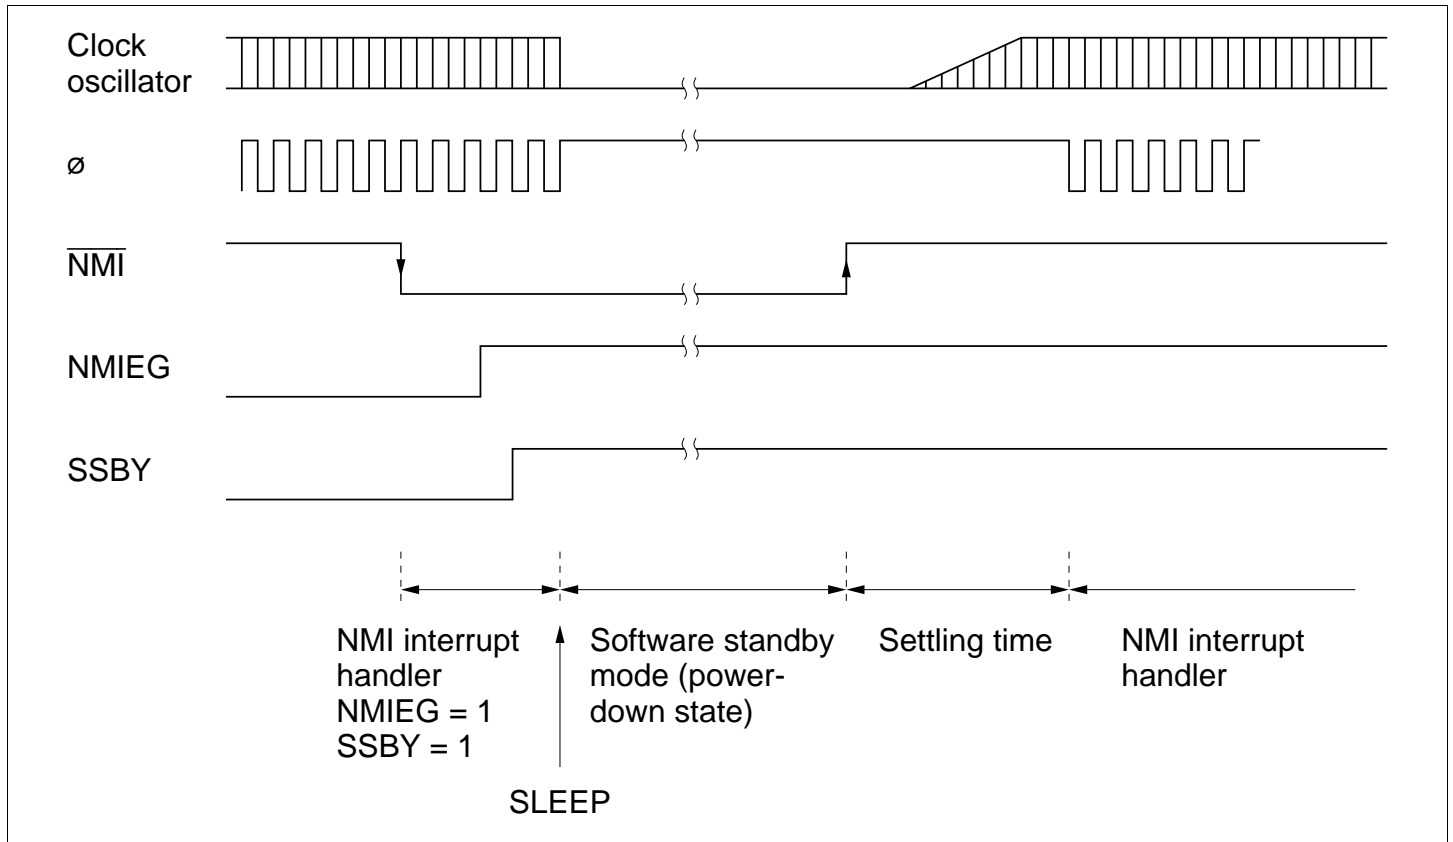 Clock
oscillator
ø
NMI
NMIEG
SSBY
NMI interrupt
handler
NMIEG = 1
SSBY = 1
SLEEP
Software standby
mode (power-
down state)
Settling time
NMI interrupt
handler